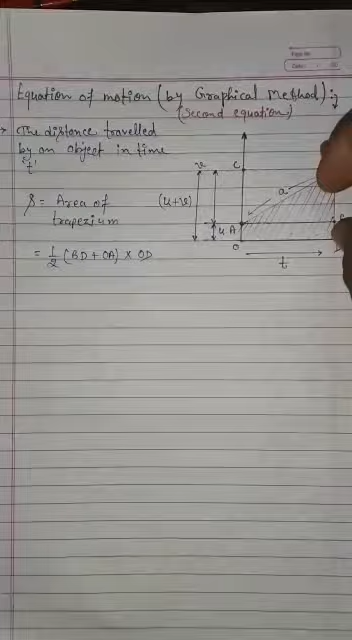 Page No.
Date:
Equation of motion (by Graphical Method):
(Second equation)
→ The distance travelled
by an object in time
't'
S = Area of
trapezium
= 1/2 (BD + OA) × OD
v
C
(u+v)
a
u
A
O
t